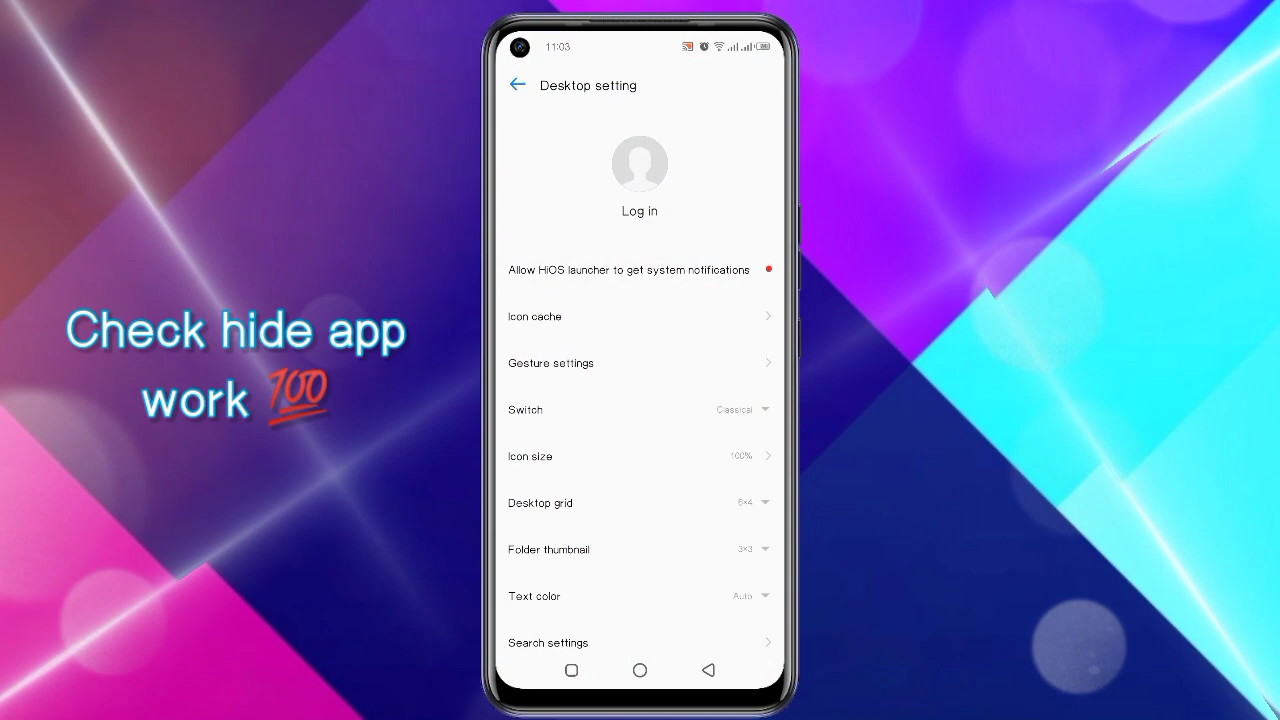 Check hide app
work 💯
11:03
Desktop setting
Log in
Allow HiOS launcher to get system notifications
Icon cache
Gesture settings
Switch Classical
Icon size 100%
Desktop grid 6×4
Folder thumbnail 3×3
Text color Auto
Search settings